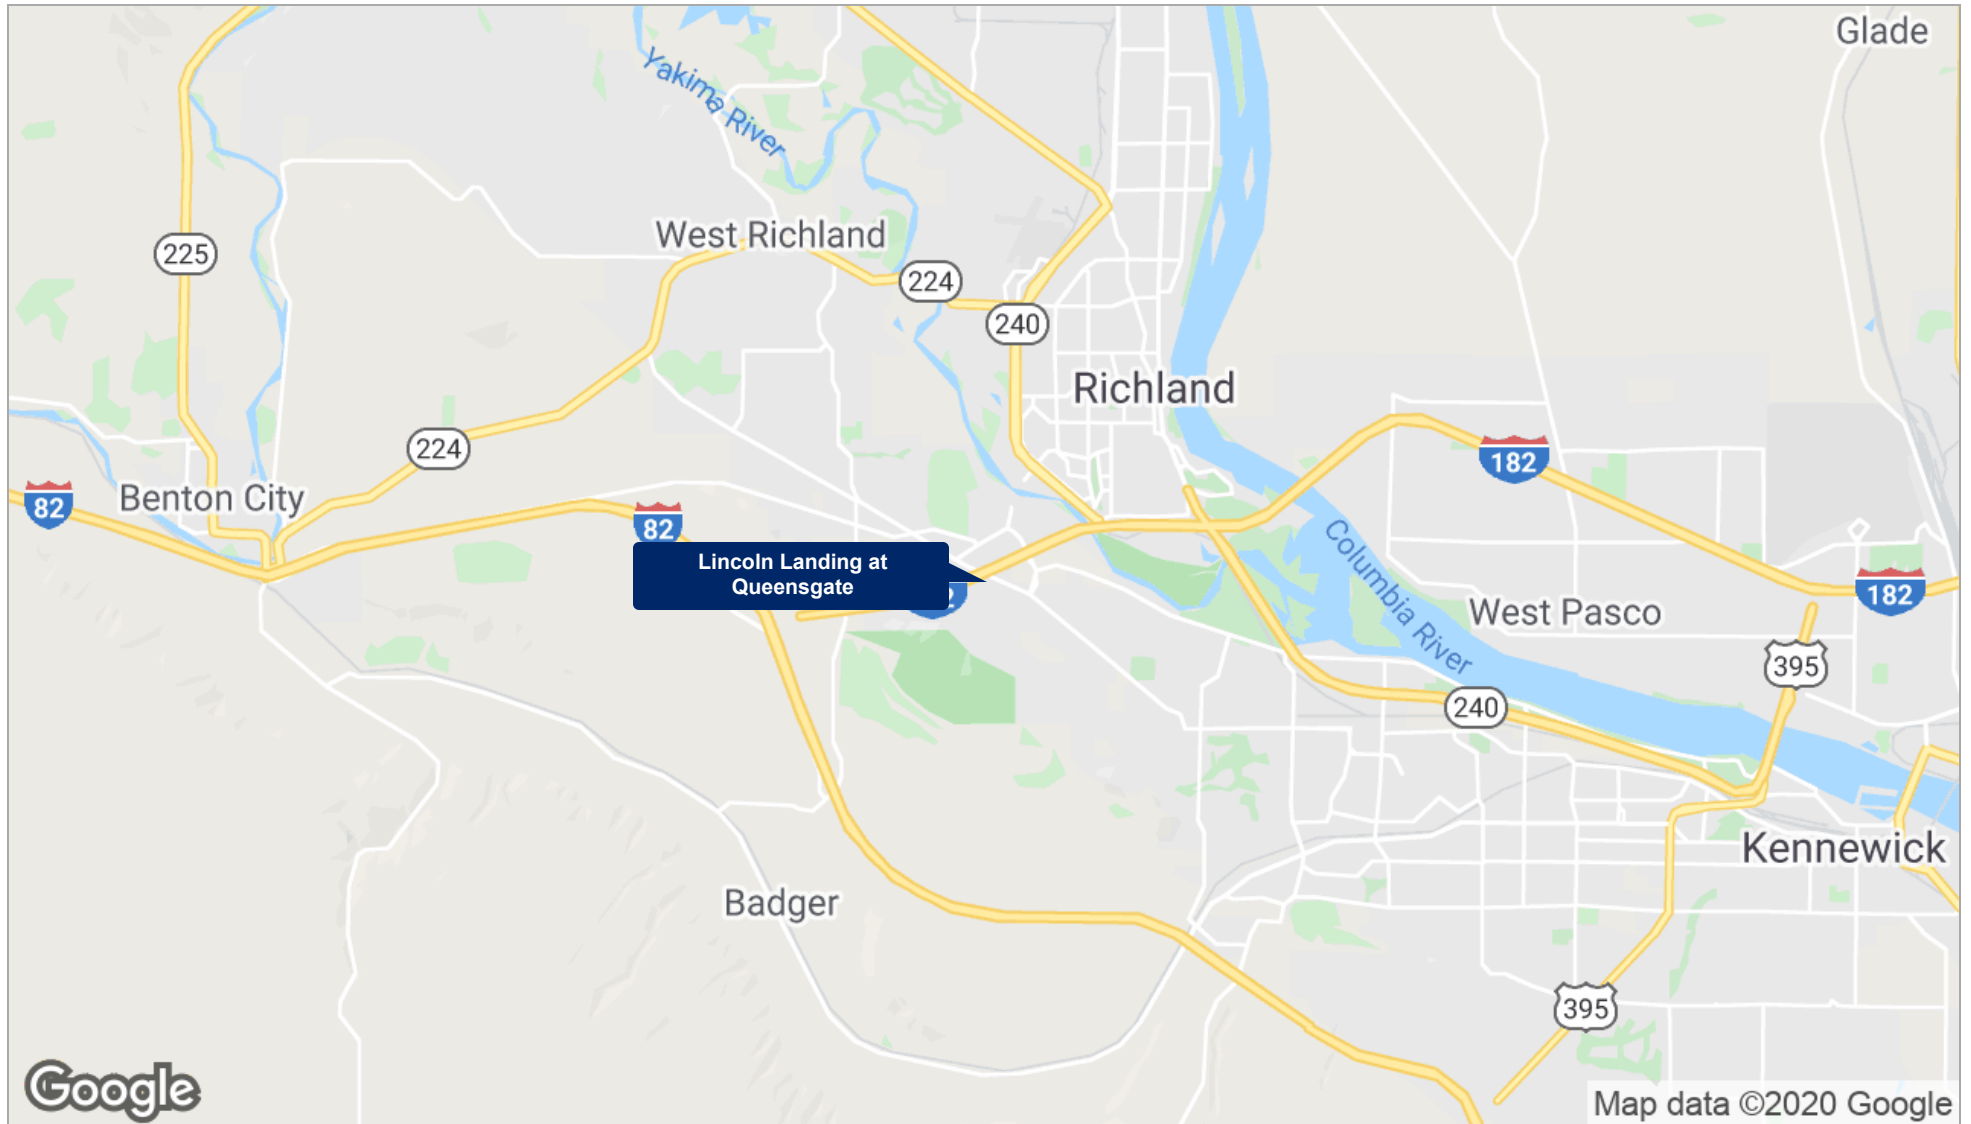 Glade
Yakima River
West Richland
225
224
240
Richland
224
182
Benton City
82
82
Lincoln Landing at
Queensgate
Columbia River
182
West Pasco
395
240
Kennewick
Badger
395
Google
Map data ©2020 Google